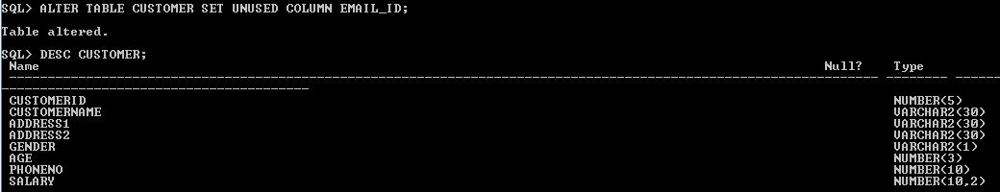 SQL> ALTER TABLE CUSTOMER SET UNUSED COLUMN EMAIL_ID;
Table altered.
SQL> DESC CUSTOMER;
Name Null? Type
----------------------------------------------------------------------------------------------------------------- -------- ------
----------------------------------------
CUSTOMERID NUMBER(5)
CUSTOMERNAME VARCHAR2(30)
ADDRESS1 VARCHAR2(30)
ADDRESS2 VARCHAR2(30)
GENDER VARCHAR2(1)
AGE NUMBER(3)
PHONENO NUMBER(10)
SALARY NUMBER(10,2)